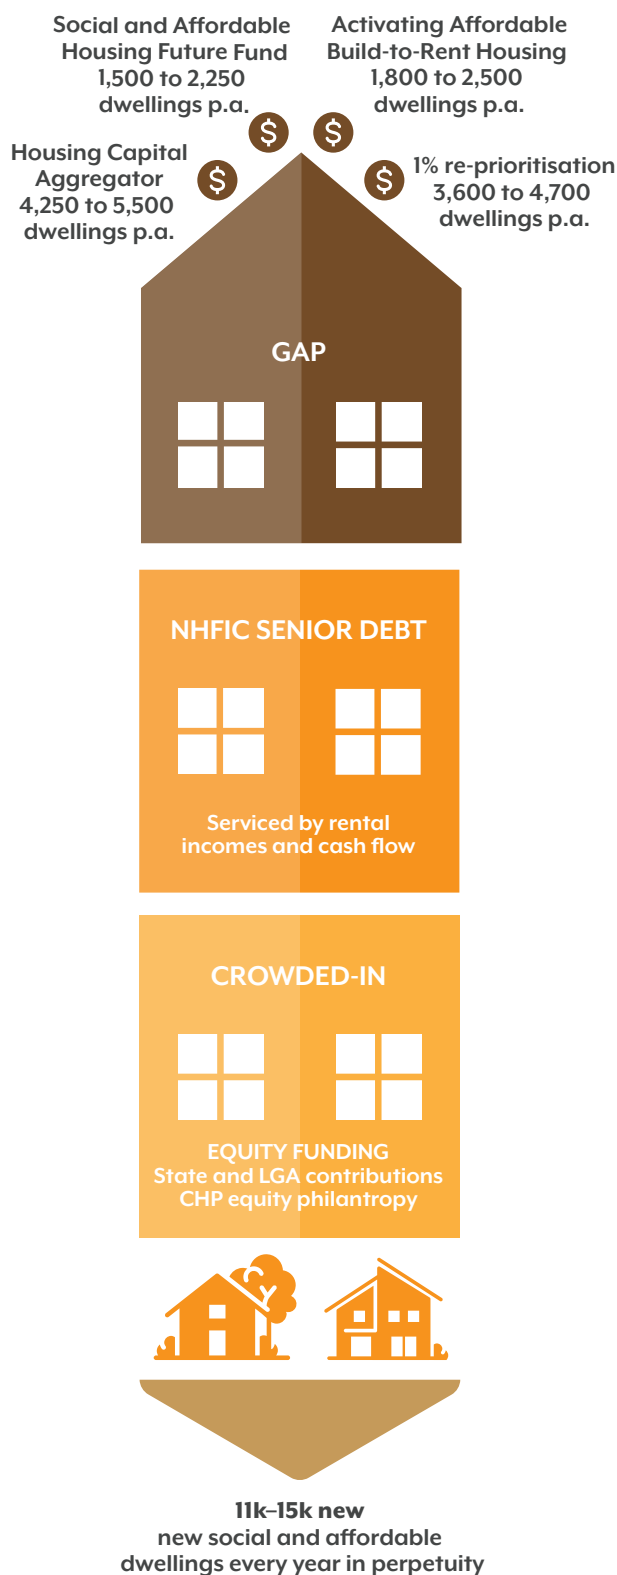 Social and Affordable
Housing Future Fund
1,500 to 2,250
dwellings p.a.
Activating Affordable
Build-to-Rent Housing
1,800 to 2,500
dwellings p.a.
Housing Capital
Aggregator
4,250 to 5,500
dwellings p.a.
1% re-prioritisation
3,600 to 4,700
dwellings p.a.
$
$
$
$
GAP
NHFIC SENIOR DEBT
Serviced by rental
incomes and cash flow
CROWDED-IN
EQUITY FUNDING
State and LGA contributions
CHP equity philantropy
11k–15k new
new social and affordable
dwellings every year in perpetuity